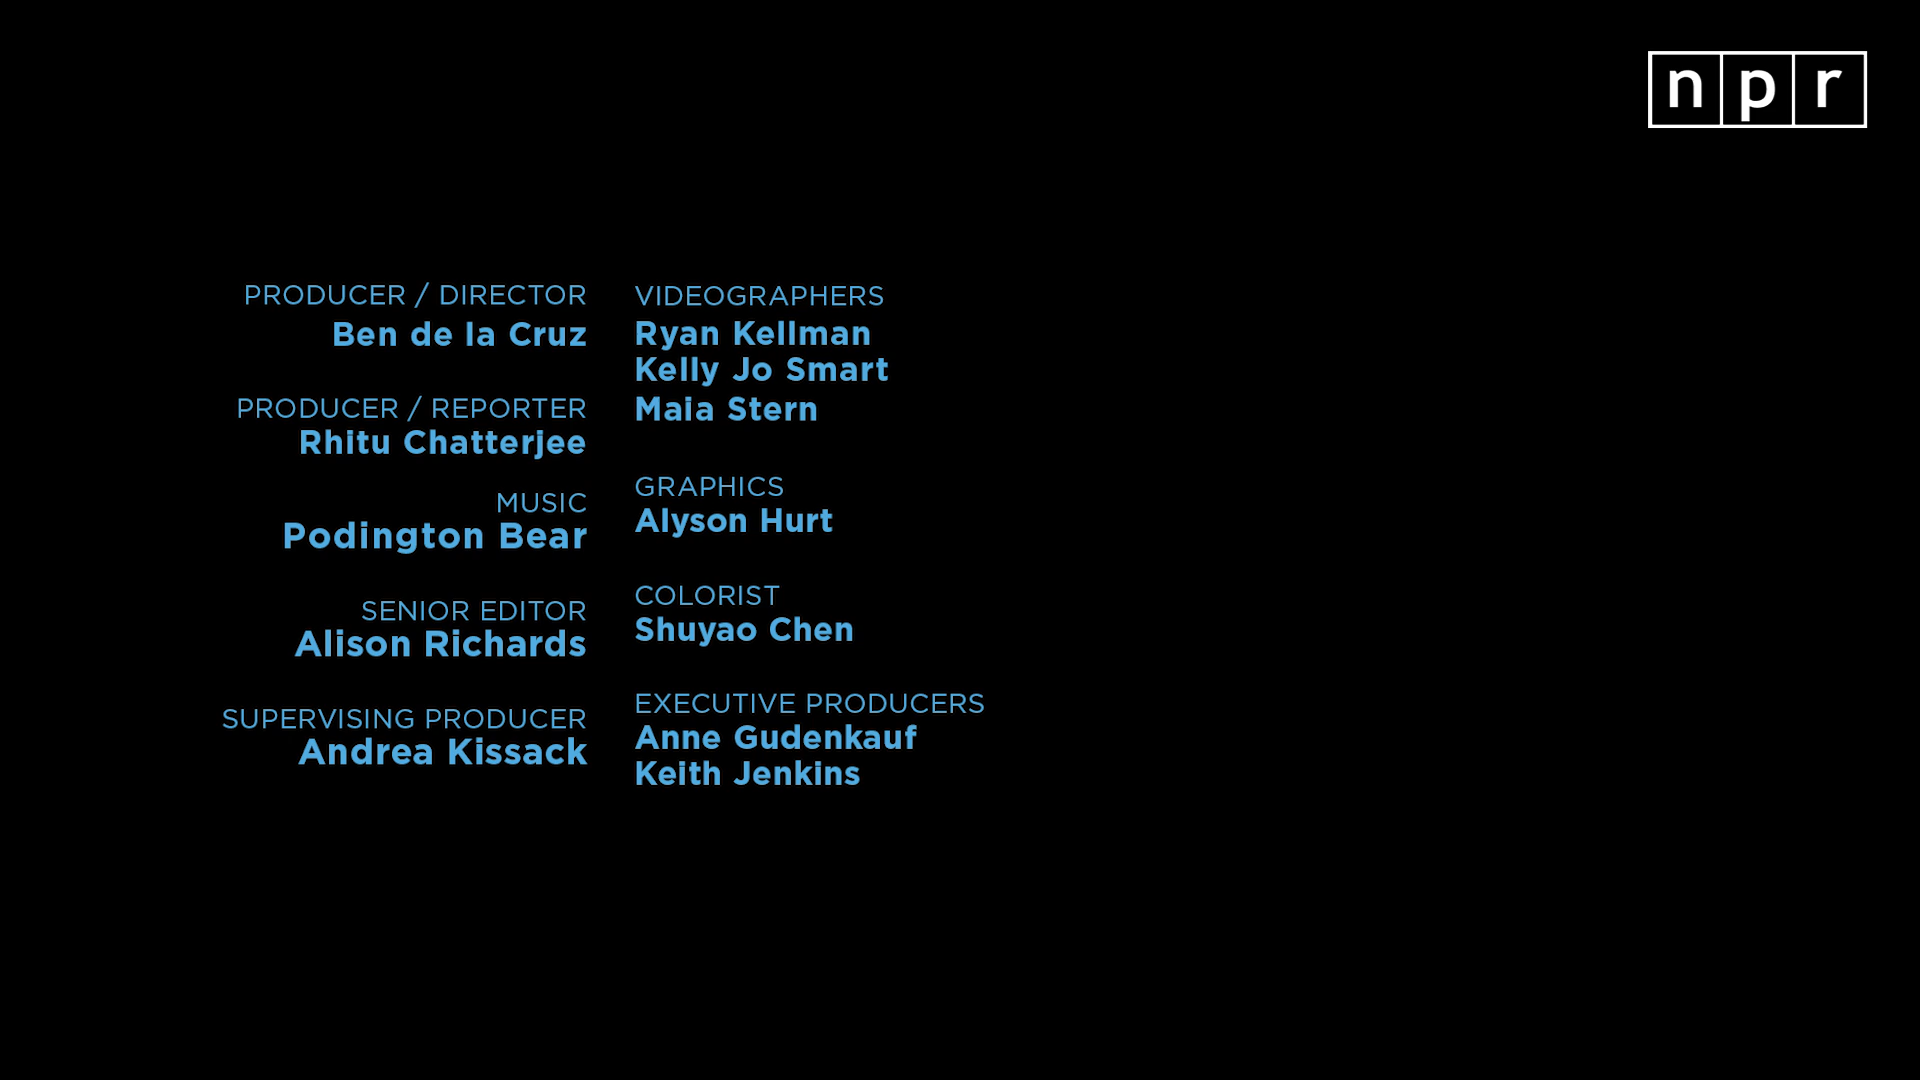 npr
PRODUCER / DIRECTOR
Ben de la Cruz
PRODUCER / REPORTER
Rhitu Chatterjee
MUSIC
Podington Bear
SENIOR EDITOR
Alison Richards
SUPERVISING PRODUCER
Andrea Kissack
VIDEOGRAPHERS
Ryan Kellman
Kelly Jo Smart
Maia Stern
GRAPHICS
Alyson Hurt
COLORIST
Shuyao Chen
EXECUTIVE PRODUCERS
Anne Gudenkauf
Keith Jenkins